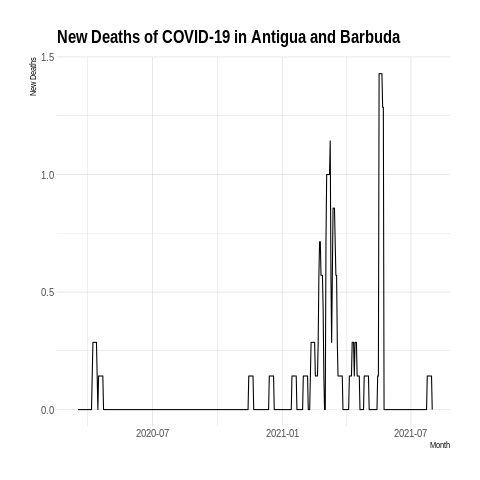 New Deaths of COVID-19 in Antigua and Barbuda
New Deaths
1.5
1.0
0.5
0.0
2020-07
2021-01
2021-07
Month